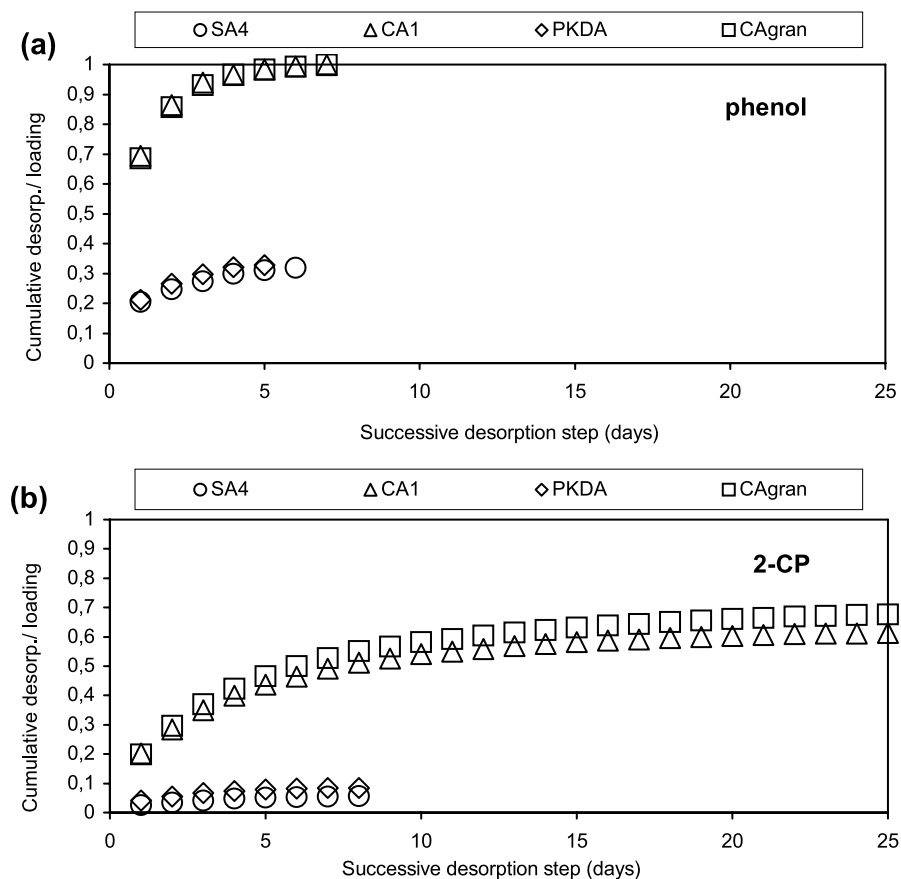 (a)
SA4 CA1 PKDA CAgran
Cumulative desorp./ loading
1
0,9
0,8
0,7
0,6
0,5
0,4
0,3
0,2
0,1
0
phenol
0 5 10 15 20 25
Successive desorption step (days)
(b)
SA4 CA1 PKDA CAgran
Cumulative desorp./ loading
1
0,9
0,8
0,7
0,6
0,5
0,4
0,3
0,2
0,1
0
2-CP
0 5 10 15 20 25
Successive desorption step (days)